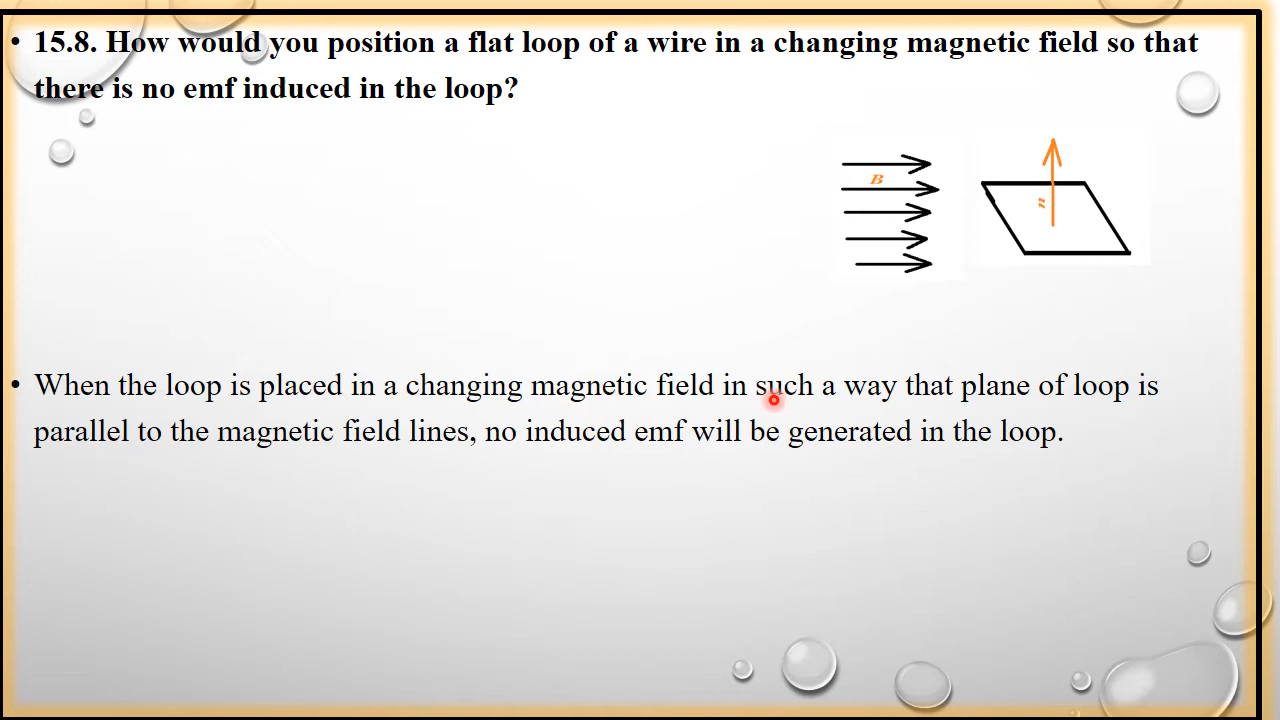 • 15.8. How would you position a flat loop of a wire in a changing magnetic field so that
there is no emf induced in the loop?
B
n
• When the loop is placed in a changing magnetic field in such a way that plane of loop is
parallel to the magnetic field lines, no induced emf will be generated in the loop.